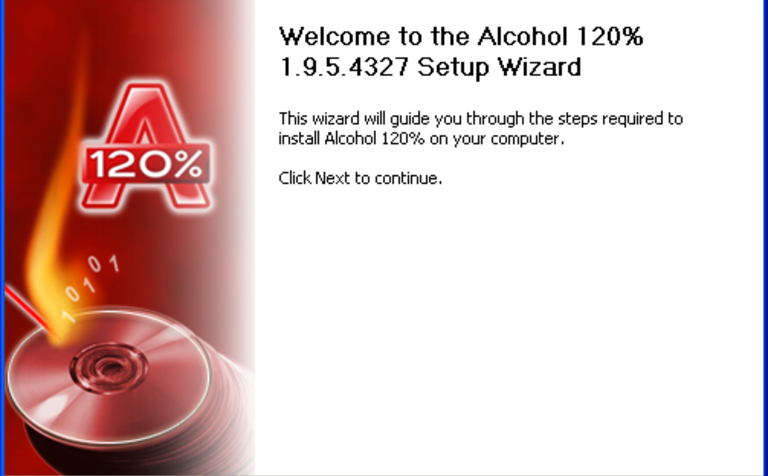 Welcome to the Alcohol 120%
1.9.5.4327 Setup Wizard
This wizard will guide you through the steps required to
install Alcohol 120% on your computer.
Click Next to continue.
A
120%
0 1
0 1
1